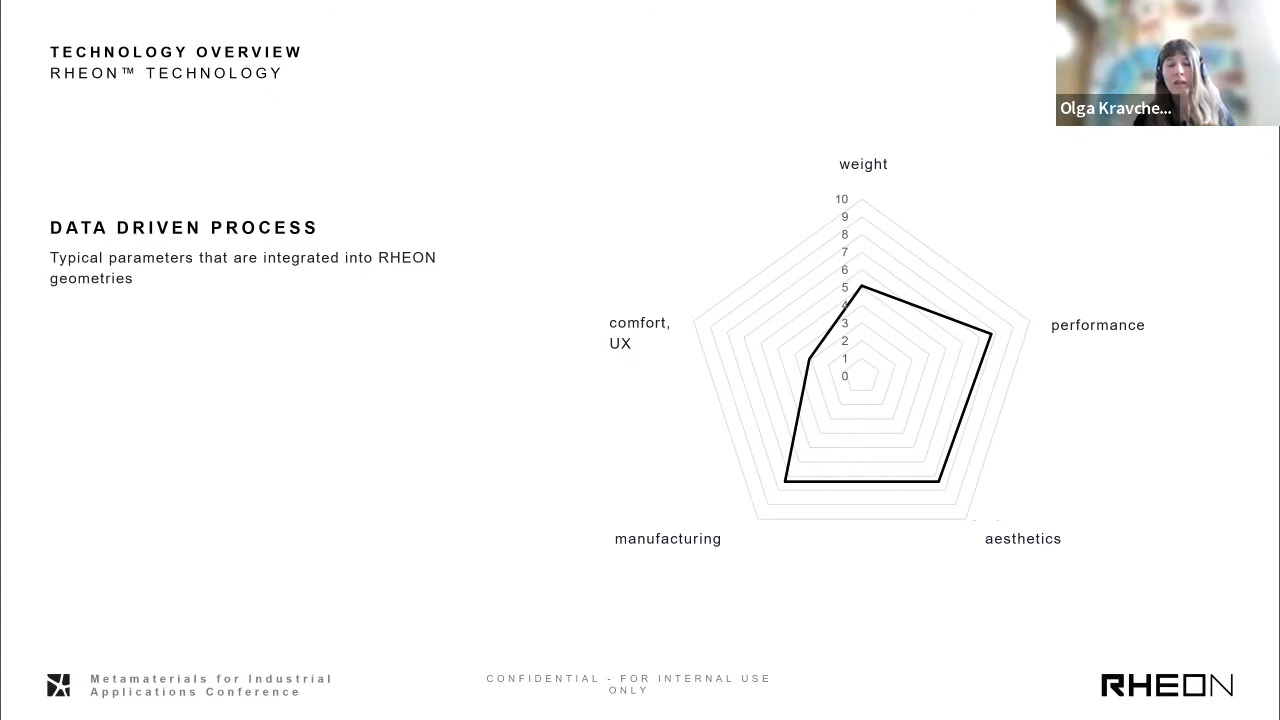 TECHNOLOGY OVERVIEW
RHEON™ TECHNOLOGY
Olga Kravche...
DATA DRIVEN PROCESS
Typical parameters that are integrated into RHEON
geometries
weight
10
9
8
7
6
5
4
3
2
1
0
comfort,
UX
performance
manufacturing
aesthetics
Metamaterials for Industrial
Applications Conference
CONFIDENTIAL - FOR INTERNAL USE
ONLY
RHEON